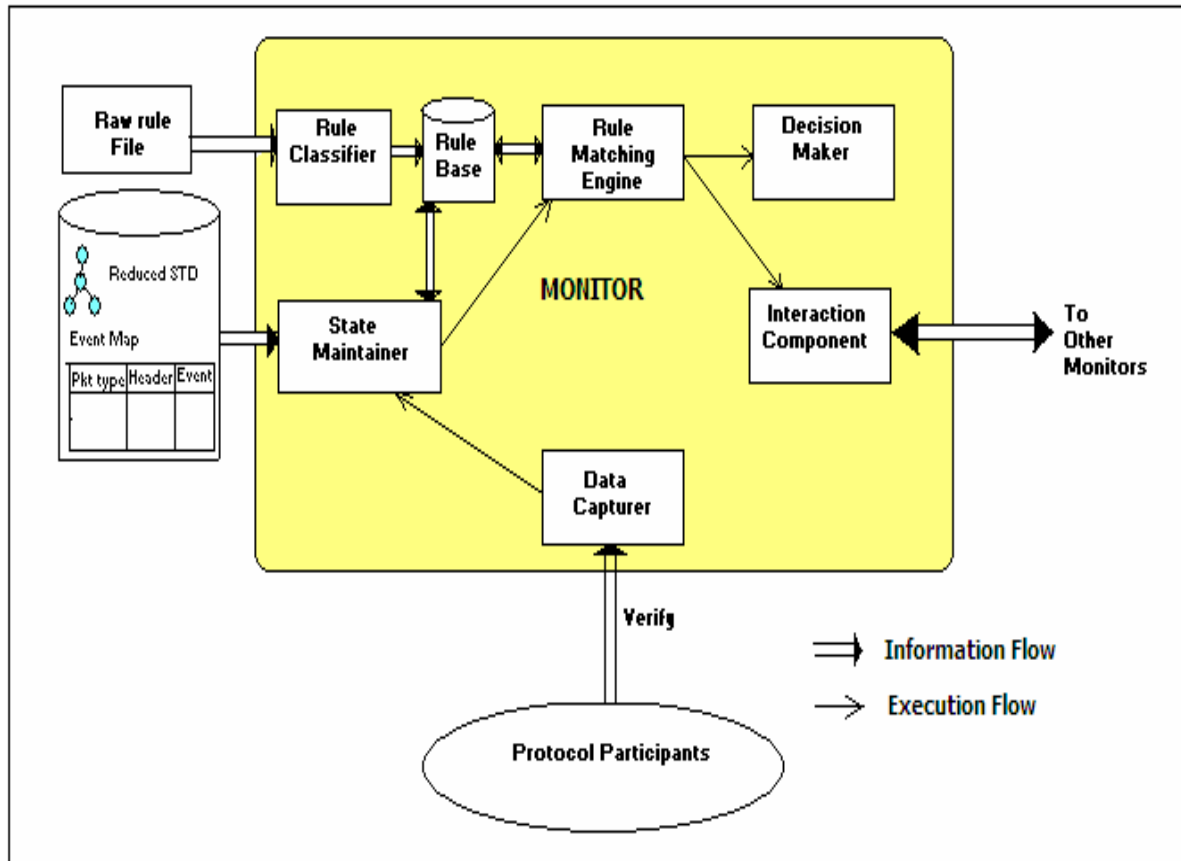 Raw rule
File
Rule
Classifier
Rule
Base
Rule
Matching
Engine
Decision
Maker
Reduced STD
Event Map
Pkt type Header Event
State
Maintainer
MONITOR
Interaction
Component
To
Other
Monitors
Data
Capturer
Verify
Information Flow
Execution Flow
Protocol Participants